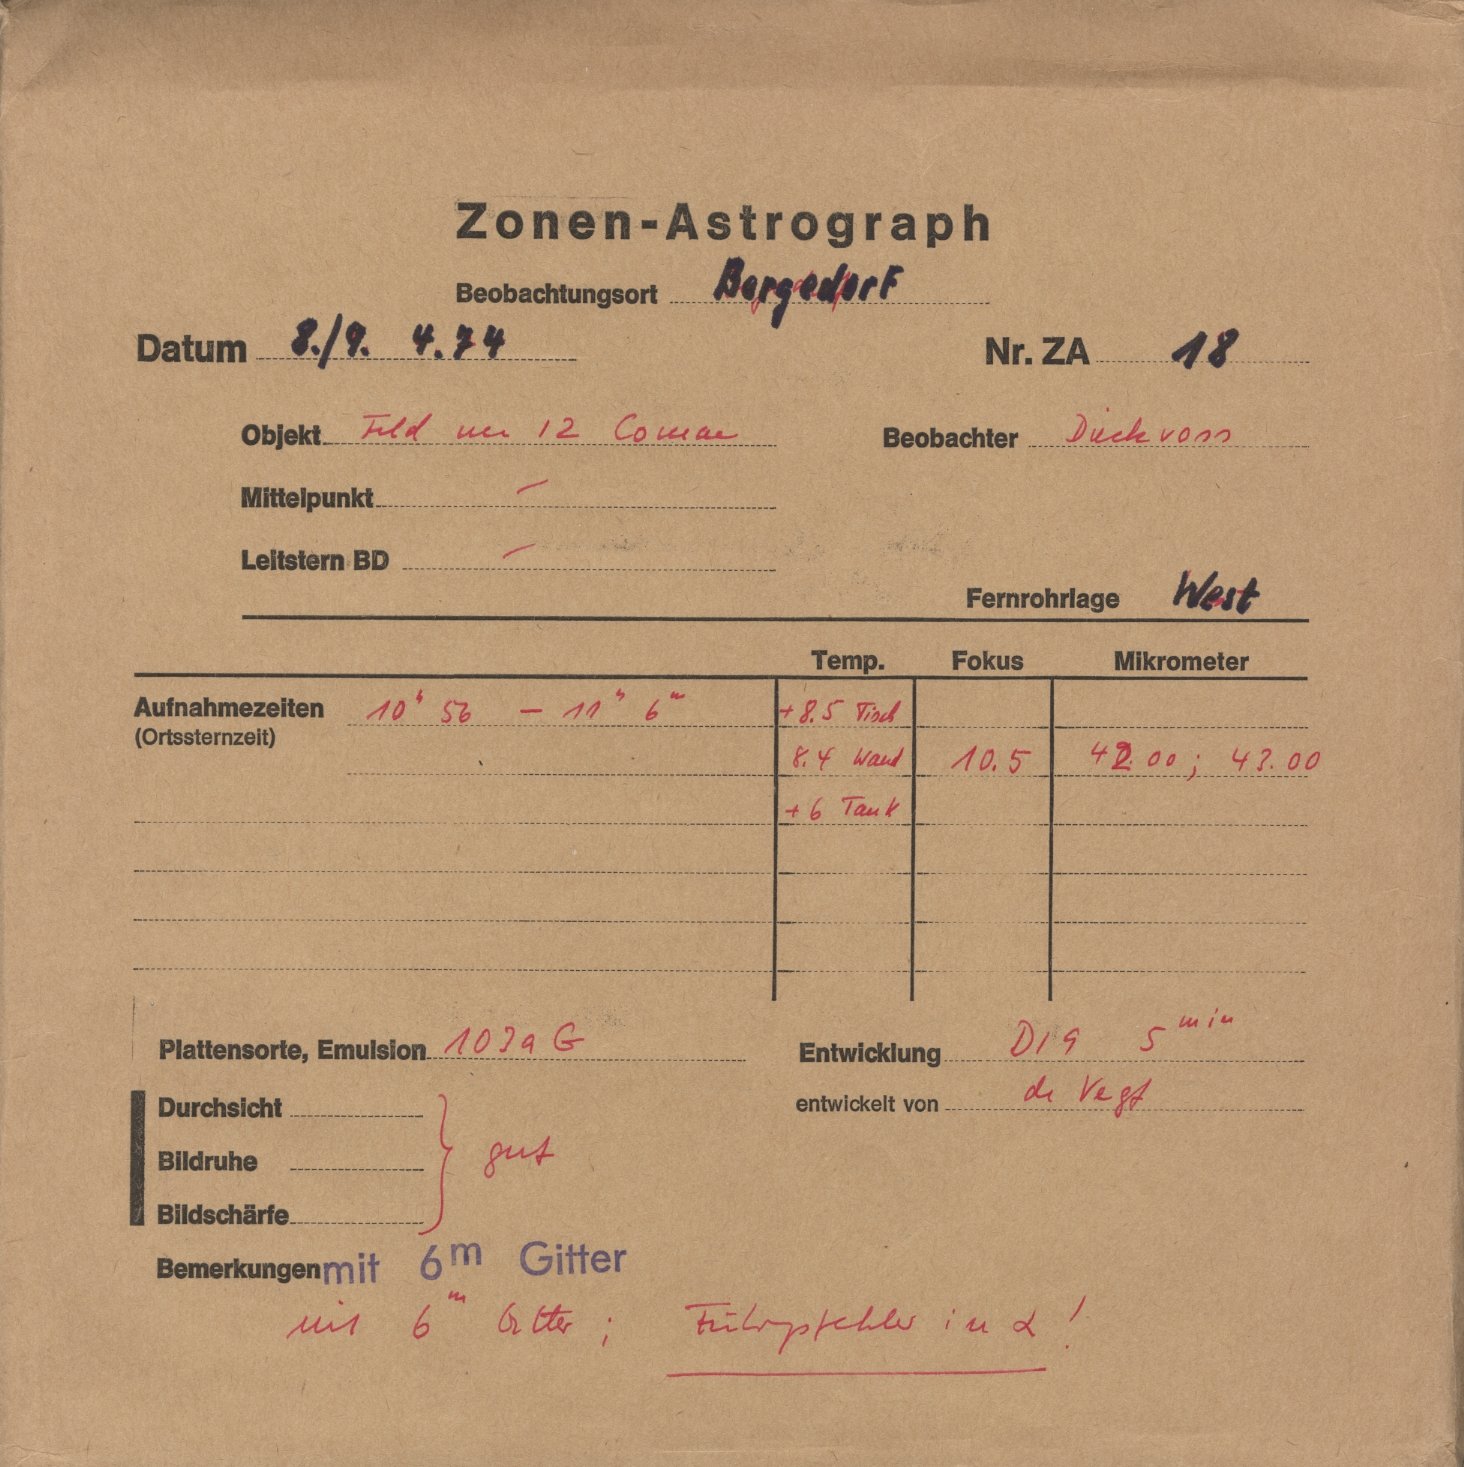 Zonen-Astrograph
Beobachtungsort Bergedorf
Datum 8./9. 4.74 Nr. ZA 18
Objekt Feld um 12 Comae Beobachter Dieckvoss
Mittelpunkt —
Leitstern BD —
Fernrohrlage West
Temp. Fokus Mikrometer
Aufnahmezeiten 10h 56 — 11h 6m +8.5 Tisch
(Ortssternzeit)
8.4 Wand 10.5 42.00; 43.00
+6 Tank
Plattensorte, Emulsion 103a G Entwicklung D19 5 min
Durchsicht entwickelt von de Vegt
Bildruhe } gut
Bildschärfe
Bemerkungen mit 6m Gitter
mit 6m Gitter; Führungsfehler in α!